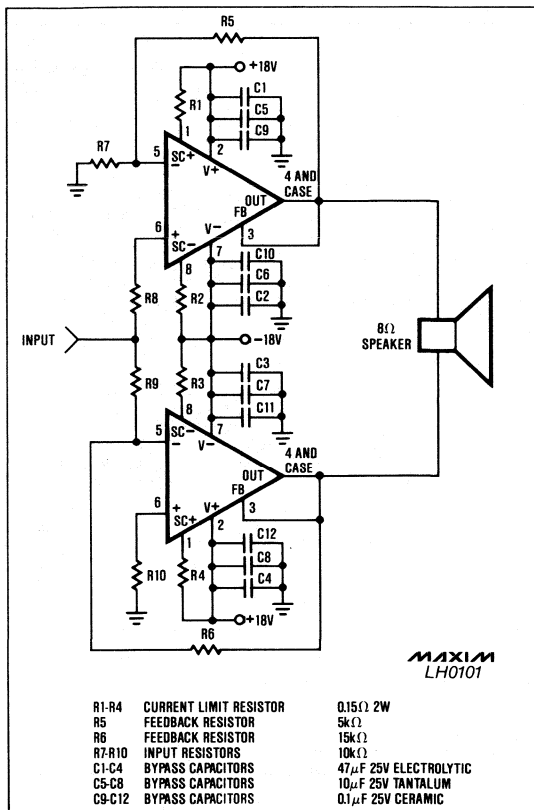 R5
+18V
R1
C1
C5
C9
1
2
R7
5
SC+
−
V+
4 AND
CASE
OUT
FB
3
6
+
SC−
V−
8
7
C10
C6
C2
R8
R2
INPUT
−18V
8Ω
SPEAKER
R9
R3
C3
C7
C11
8
7
5
SC−
−
V−
4 AND
CASE
OUT
FB
3
6
+
SC+
V+
1
2
C12
C8
C4
R10
R4
+18V
R6
MAXIM
LH0101
R1-R4 CURRENT LIMIT RESISTOR 0.15Ω 2W
R5 FEEDBACK RESISTOR 5kΩ
R6 FEEDBACK RESISTOR 15kΩ
R7-R10 INPUT RESISTORS 10kΩ
C1-C4 BYPASS CAPACITORS 47µF 25V ELECTROLYTIC
C5-C8 BYPASS CAPACITORS 10µF 25V TANTALUM
C9-C12 BYPASS CAPACITORS 0.1µF 25V CERAMIC